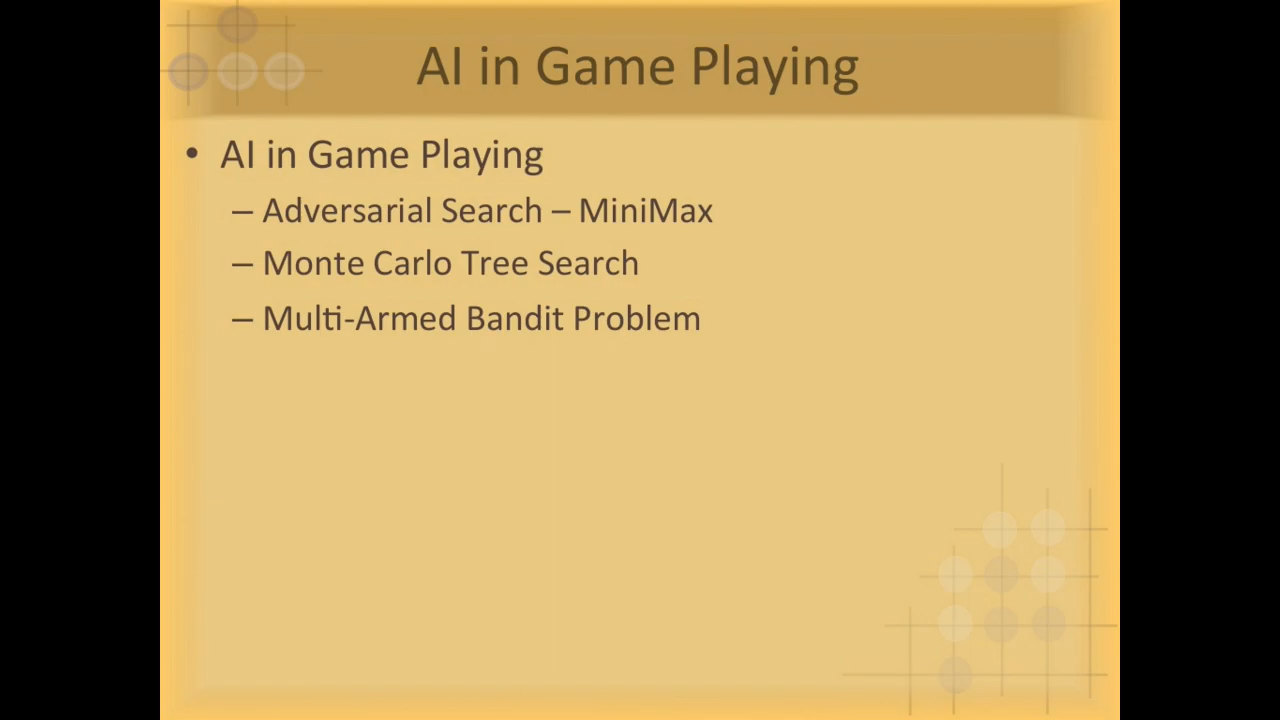 AI in Game Playing
• AI in Game Playing
– Adversarial Search – MiniMax
– Monte Carlo Tree Search
– Multi-Armed Bandit Problem